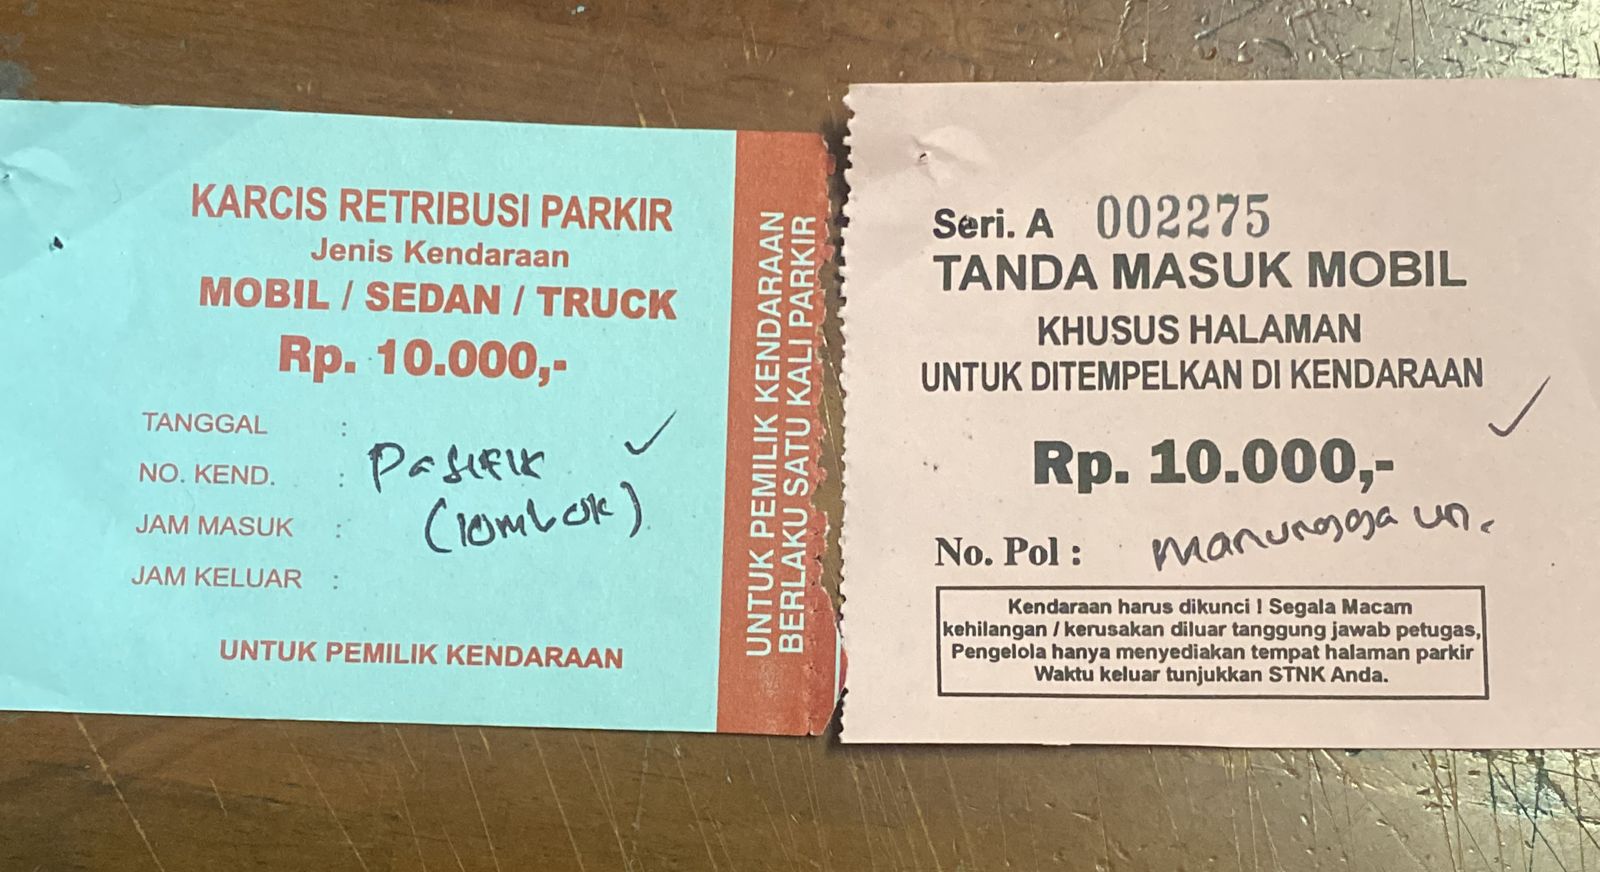 KARCIS RETRIBUSI PARKIR
Jenis Kendaraan
MOBIL / SEDAN / TRUCK
Rp. 10.000,-
TANGGAL :
NO. KEND. : Pasifik
JAM MASUK : (lombok)
JAM KELUAR :
UNTUK PEMILIK KENDARAAN
UNTUK PEMILIK KENDARAAN
BERLAKU SATU KALI PARKIR
Seri. A 002275
TANDA MASUK MOBIL
KHUSUS HALAMAN
UNTUK DITEMPELKAN DI KENDARAAN
Rp. 10.000,-
No. Pol : manungga un.
Kendaraan harus dikunci ! Segala Macam
kehilangan / kerusakan diluar tanggung jawab petugas,
Pengelola hanya menyediakan tempat halaman parkir
Waktu keluar tunjukkan STNK Anda.